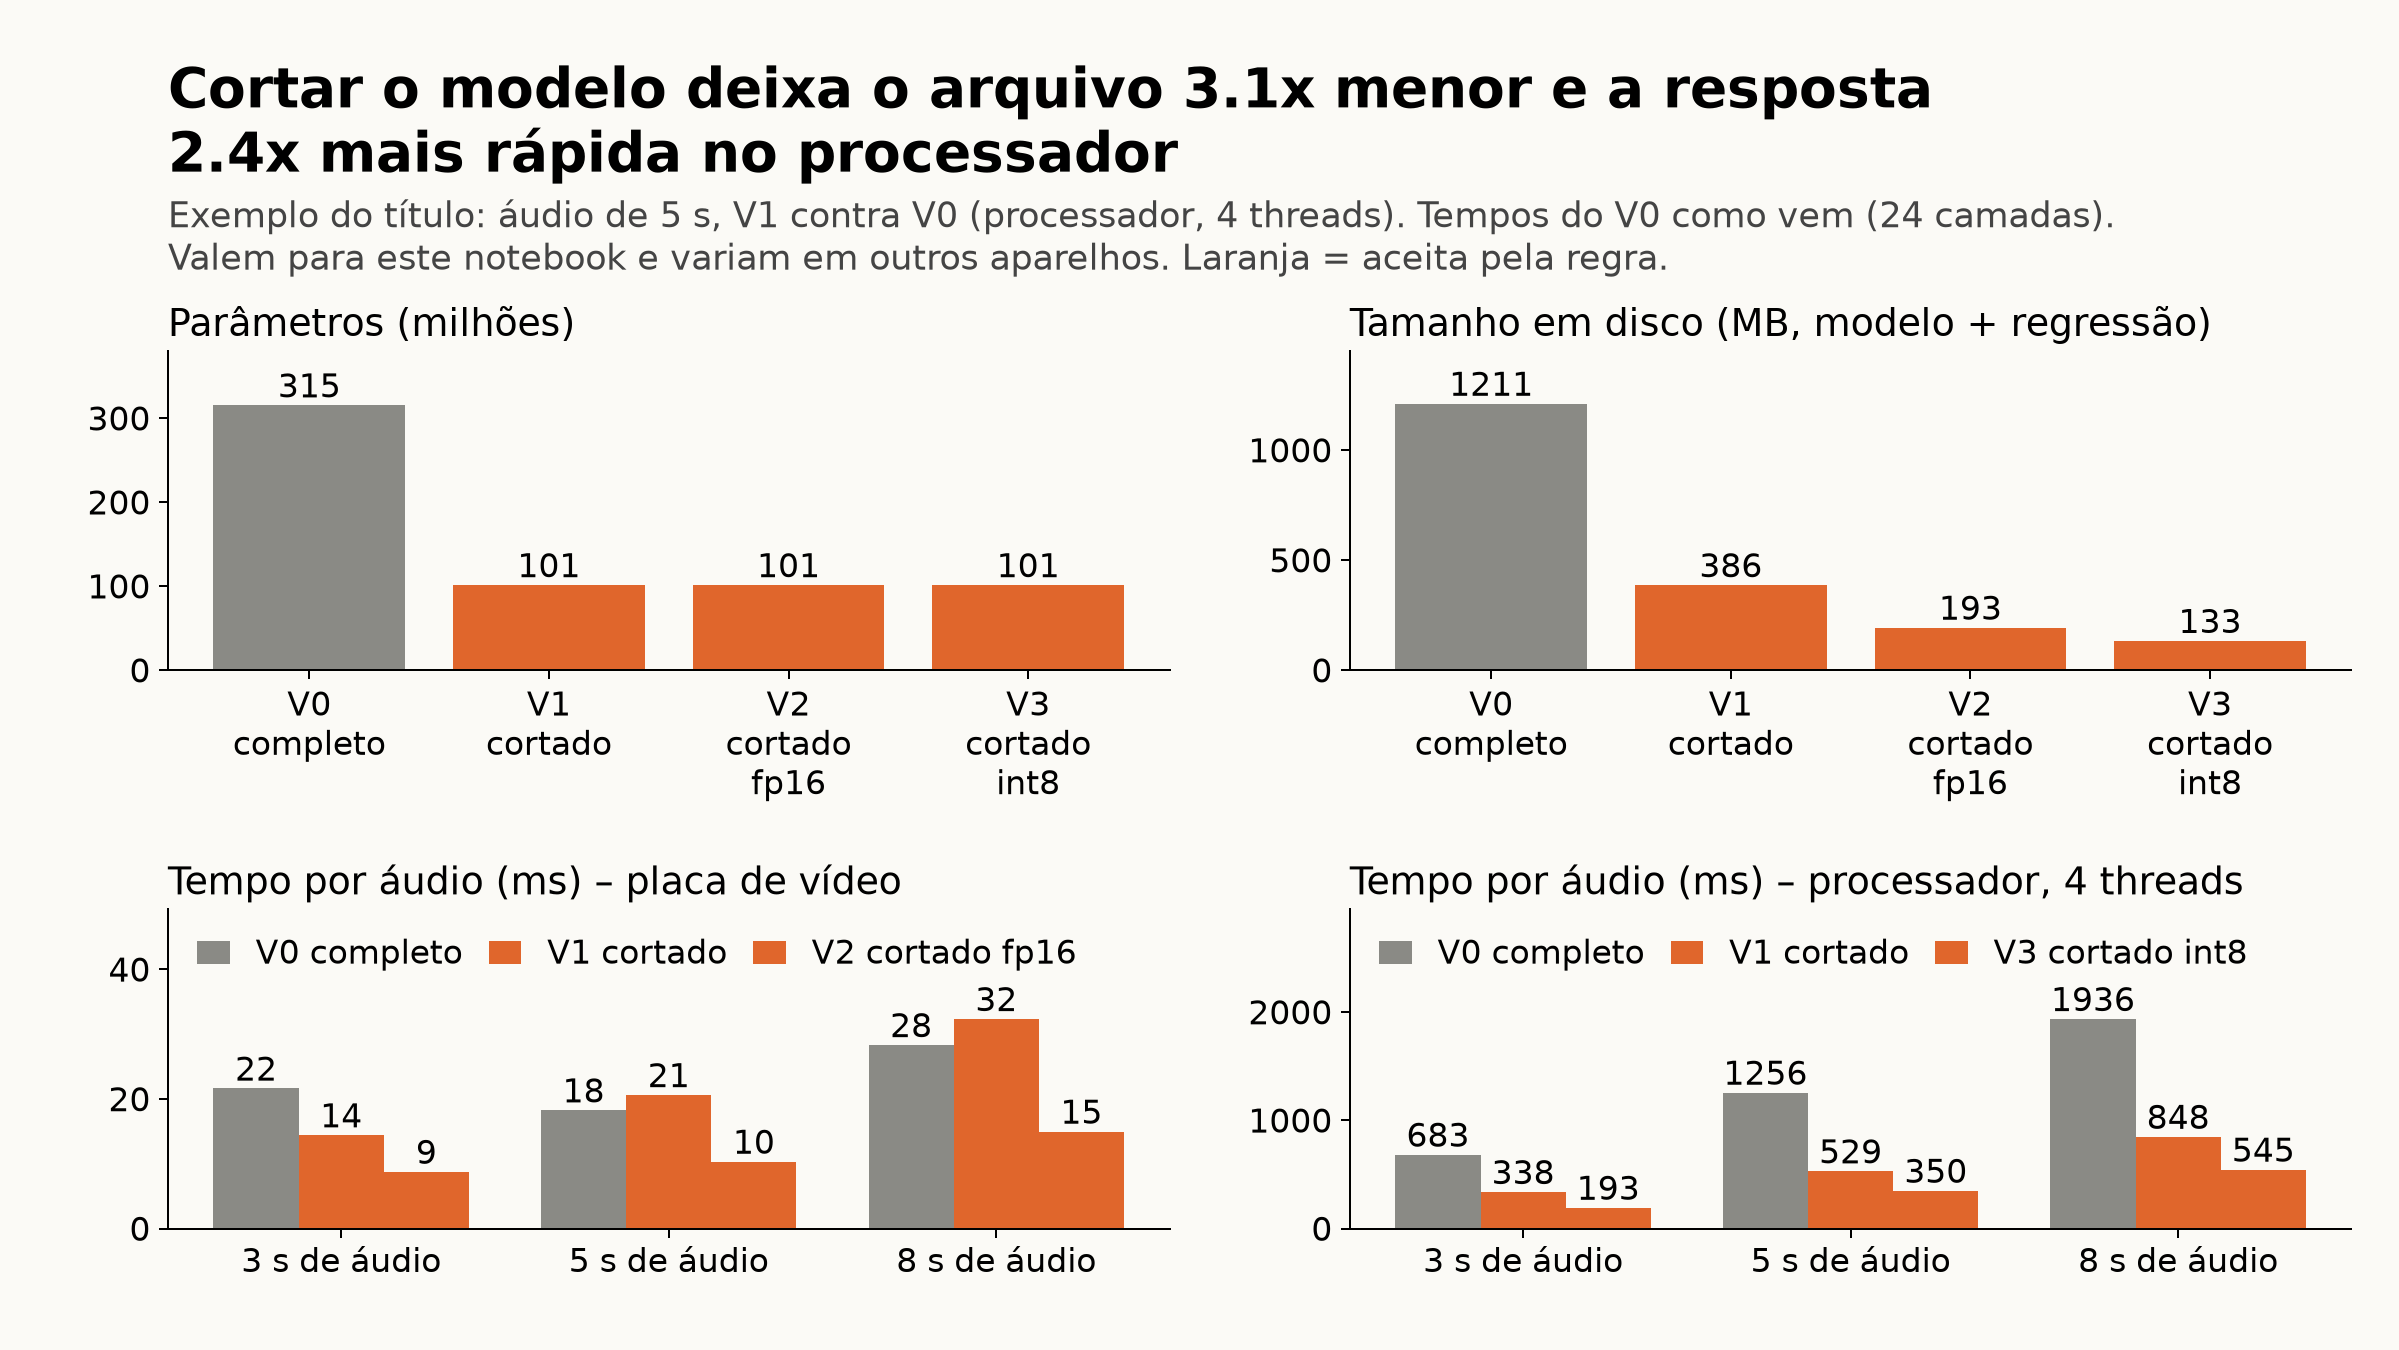 Cortar o modelo deixa o arquivo 3.1x menor e a resposta
2.4x mais rápida no processador
Exemplo do título: áudio de 5 s, V1 contra V0 (processador, 4 threads). Tempos do V0 como vem (24 camadas).
Valem para este notebook e variam em outros aparelhos. Laranja = aceita pela regra.
Parâmetros (milhões)
300
200
100
0
315
101
101
101
V0
completo
V1
cortado
V2
cortado
fp16
V3
cortado
int8
Tamanho em disco (MB, modelo + regressão)
1000
500
0
1211
386
193
133
V0
completo
V1
cortado
V2
cortado
fp16
V3
cortado
int8
Tempo por áudio (ms) – placa de vídeo
V0 completo
V1 cortado
V2 cortado fp16
40
20
0
22
14
9
18
21
10
28
32
15
3 s de áudio
5 s de áudio
8 s de áudio
Tempo por áudio (ms) – processador, 4 threads
V0 completo
V1 cortado
V3 cortado int8
2000
1000
0
683
338
193
1256
529
350
1936
848
545
3 s de áudio
5 s de áudio
8 s de áudio